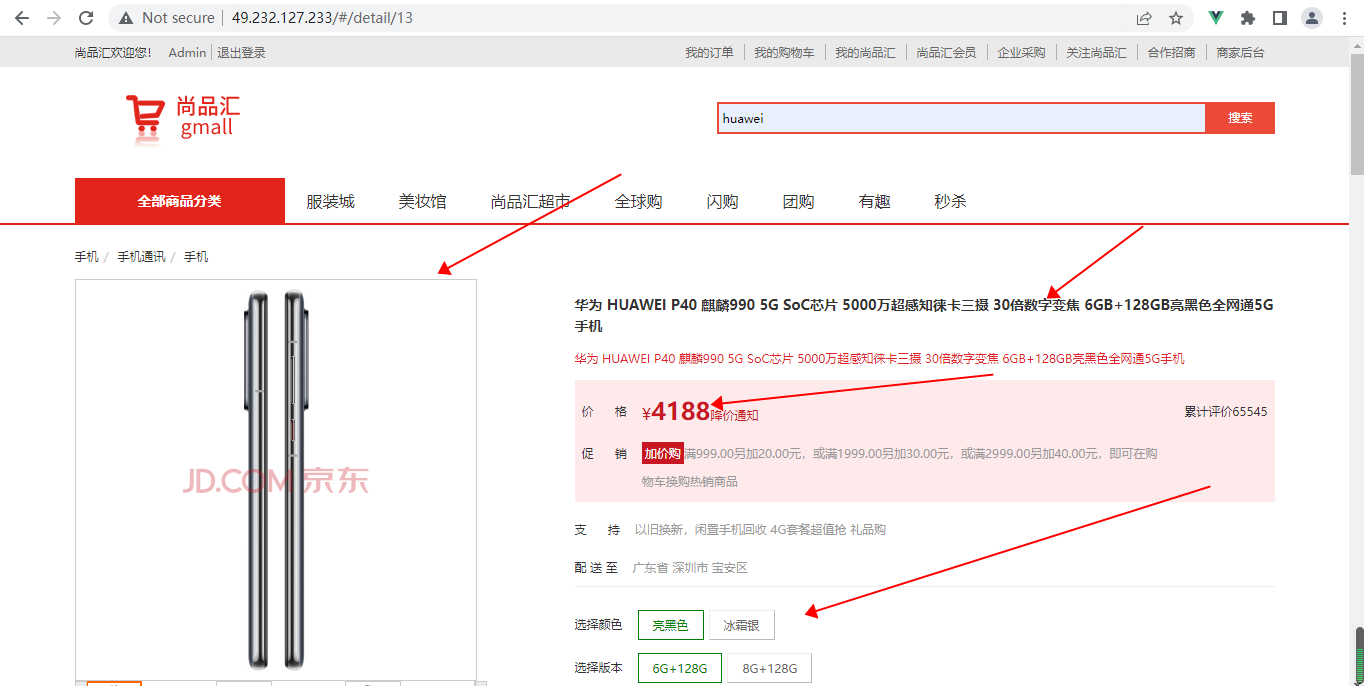 Not secure | 49.232.127.233/#/detail/13
尚品汇欢迎您! Admin 退出登录 我的订单 我的购物车 我的尚品汇 尚品汇会员 企业采购 关注尚品汇 合作招商 商家后台
尚品汇
gmall
huawei 搜索
全部商品分类 服装城 美妆馆 尚品汇超市 全球购 闪购 团购 有趣 秒杀
手机 / 手机通讯 / 手机
华为 HUAWEI P40 麒麟990 5G SoC芯片 5000万超感知徕卡三摄 30倍数字变焦 6GB+128GB亮黑色全网通5G
手机
华为 HUAWEI P40 麒麟990 5G SoC芯片 5000万超感知徕卡三摄 30倍数字变焦 6GB+128GB亮黑色全网通5G手机
价 格 ¥4188降价通知 累计评价65545
促 销 加价购满999.00另加20.00元，或满1999.00另加30.00元，或满2999.00另加40.00元，即可在购
物车换购热销商品
JD.COM 京东
支 持 以旧换新，闲置手机回收 4G套餐超值抢 礼品购
配 送 至 广东省 深圳市 宝安区
选择颜色 亮黑色 冰霜银
选择版本 6G+128G 8G+128G